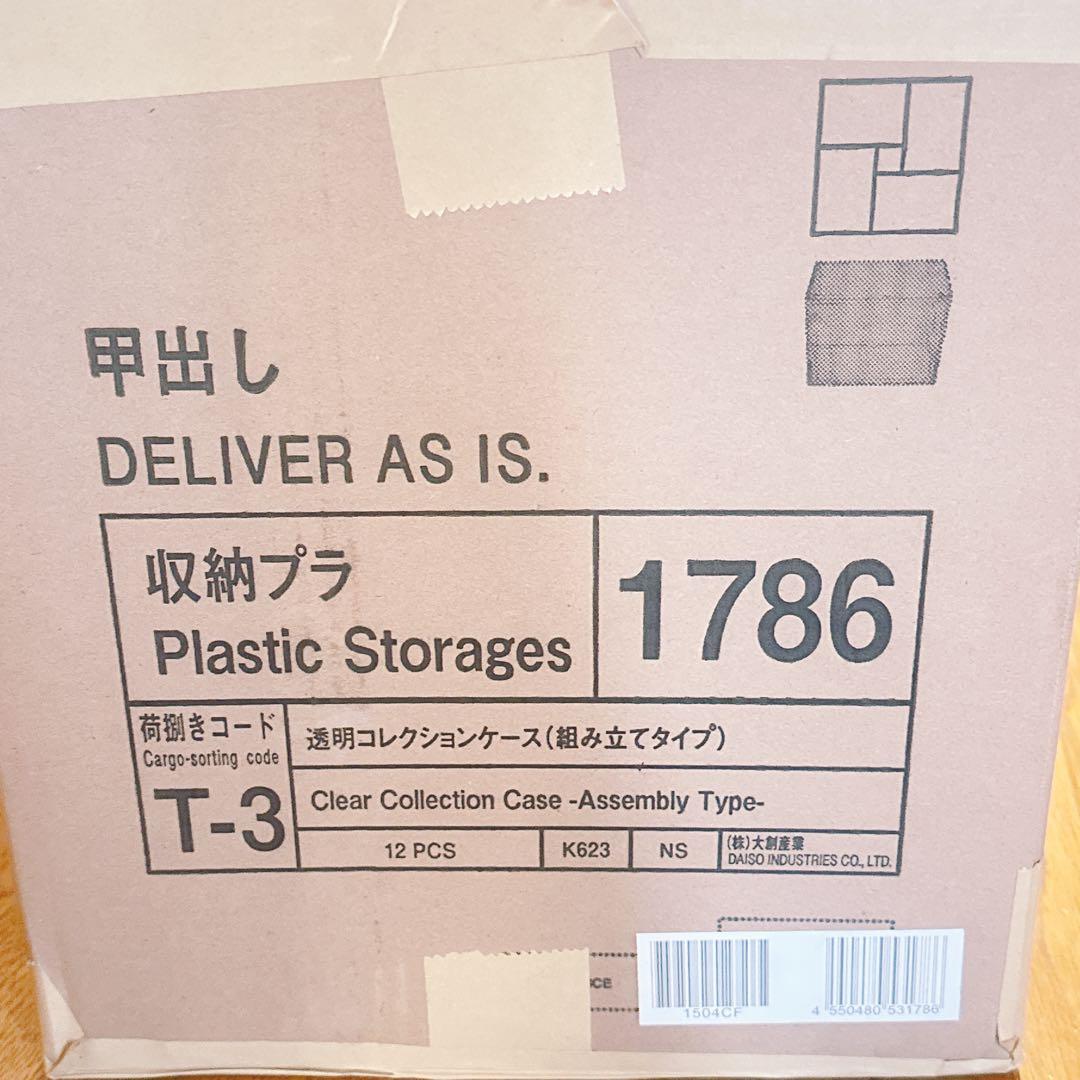 甲出し
DELIVER AS IS.
収納プラ
Plastic Storages
1786
荷捌きコード
Cargo-sorting code
T-3
透明コレクションケース(組み立てタイプ)
Clear Collection Case -Assembly Type-
12 PCS
K623
NS
(株)大創産業
DAISO INDUSTRIES CO., LTD.
1504CF
4 550480 531786